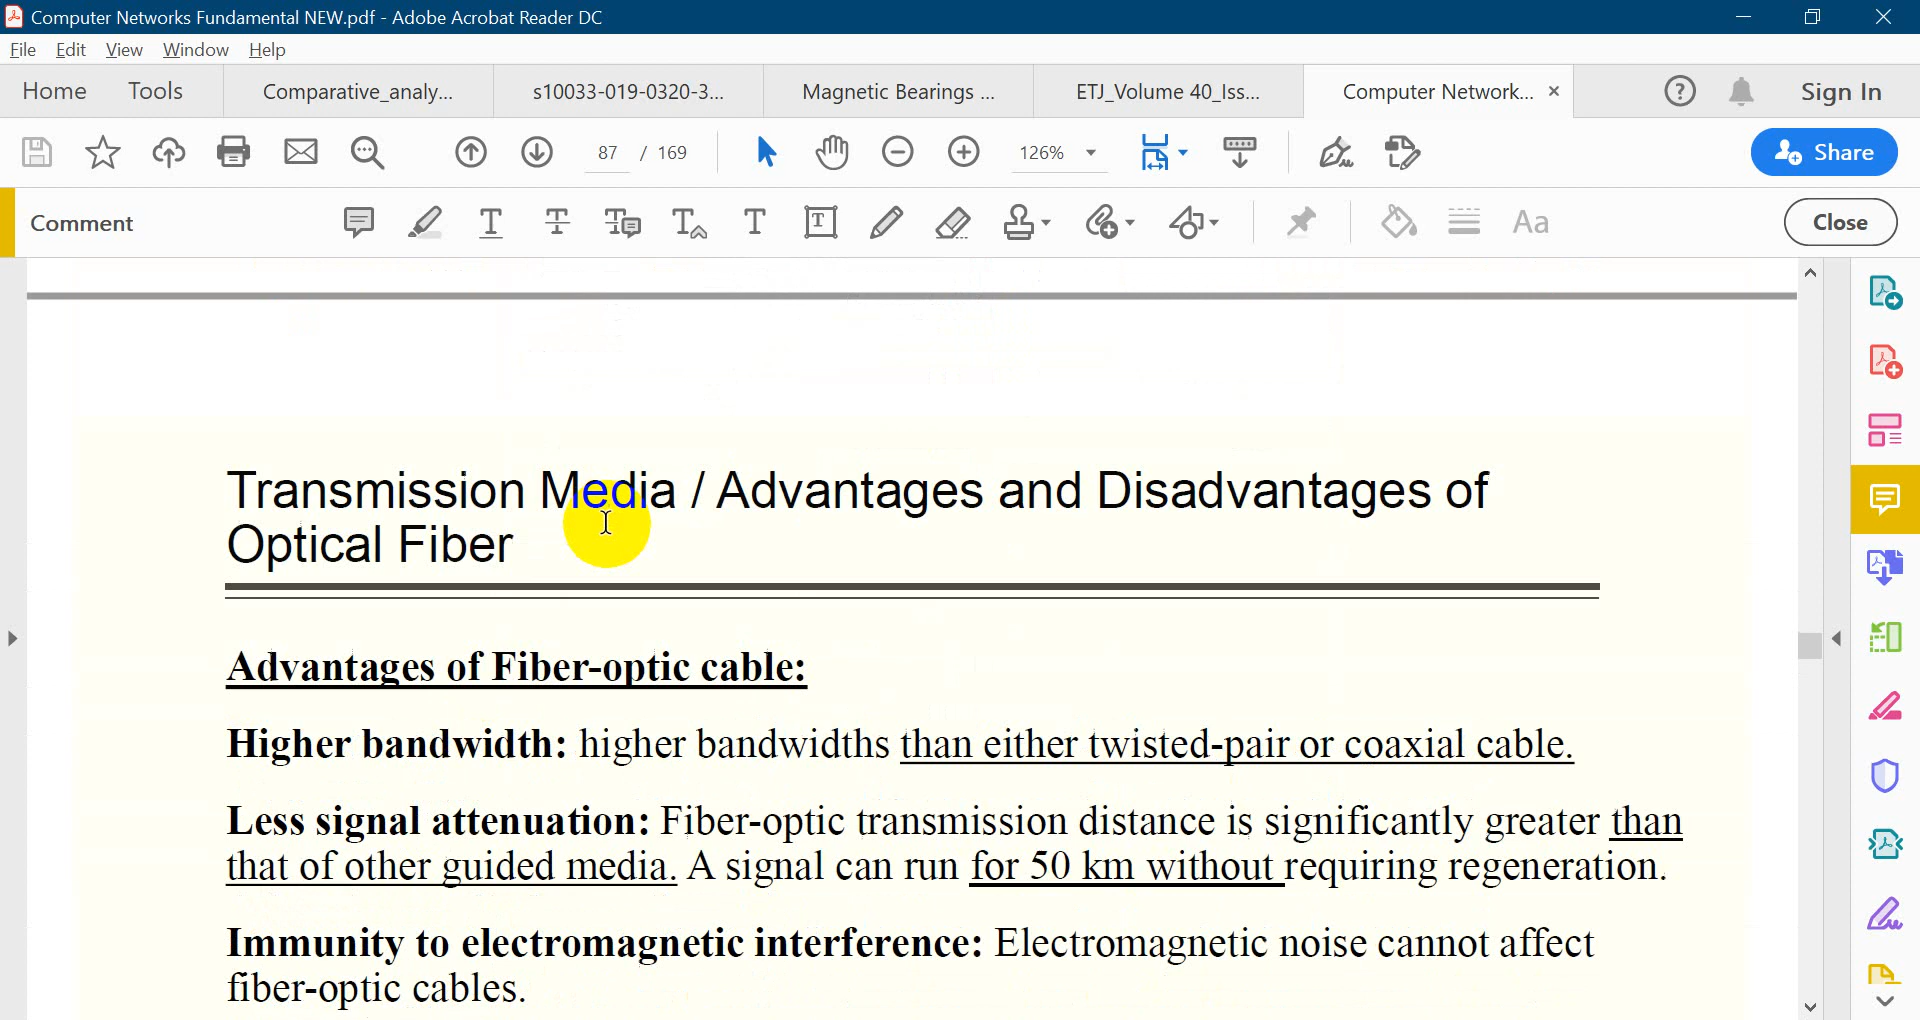 Computer Networks Fundamental NEW.pdf - Adobe Acrobat Reader DC
File Edit View Window Help
Home Tools Comparative_analy... s10033-019-0320-3... Magnetic Bearings ... ETJ_Volume 40_Iss... Computer Network... × Sign In
87 / 169 126% Share
Comment T T T T T T Aa Close
Transmission Media / Advantages and Disadvantages of
Optical Fiber
Advantages of Fiber-optic cable:
Higher bandwidth: higher bandwidths than either twisted-pair or coaxial cable.
Less signal attenuation: Fiber-optic transmission distance is significantly greater than
that of other guided media. A signal can run for 50 km without requiring regeneration.
Immunity to electromagnetic interference: Electromagnetic noise cannot affect
fiber-optic cables.